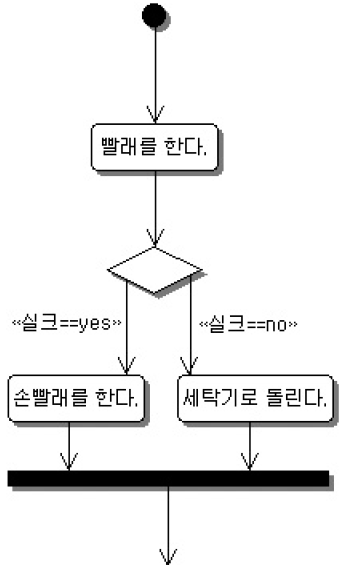 빨래를 한다.
«실크==yes»
«실크==no»
손빨래를 한다.
세탁기로 돌린다.